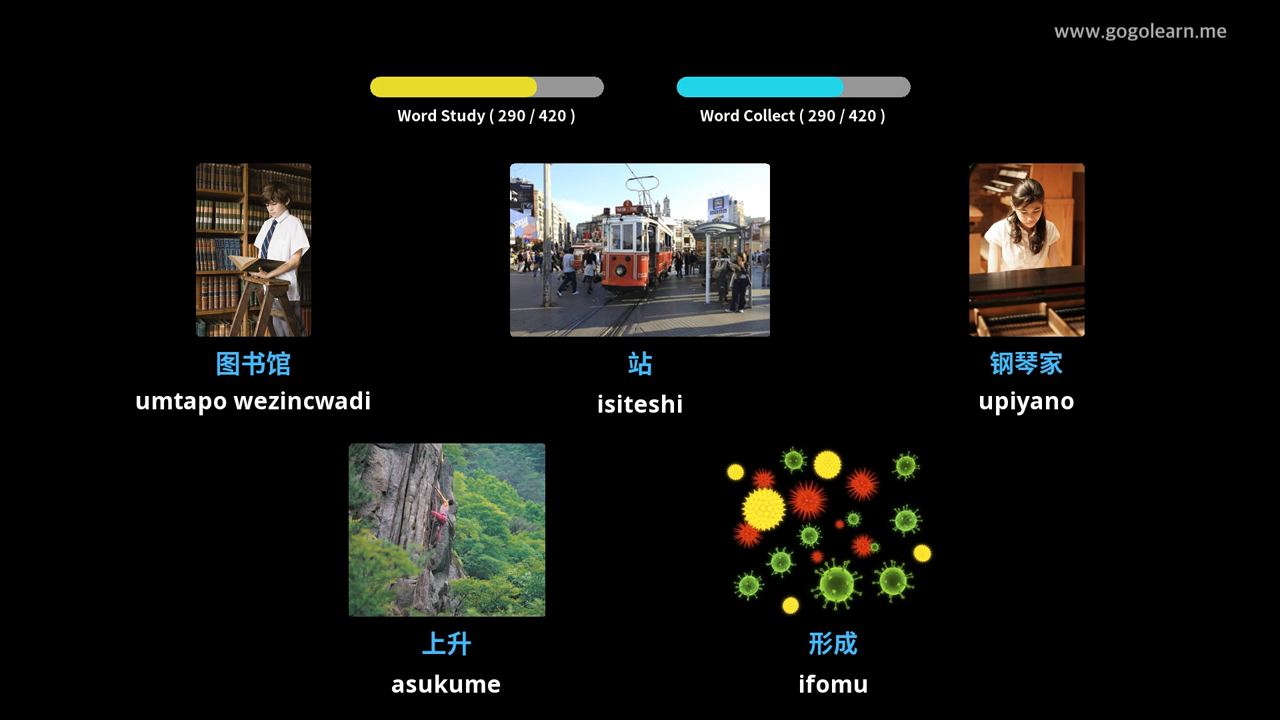 www.gogolearn.me
Word Study ( 290 / 420 )
Word Collect ( 290 / 420 )
图书馆
umtapo wezincwadi
站
isiteshi
钢琴家
upiyano
上升
asukume
形成
ifomu